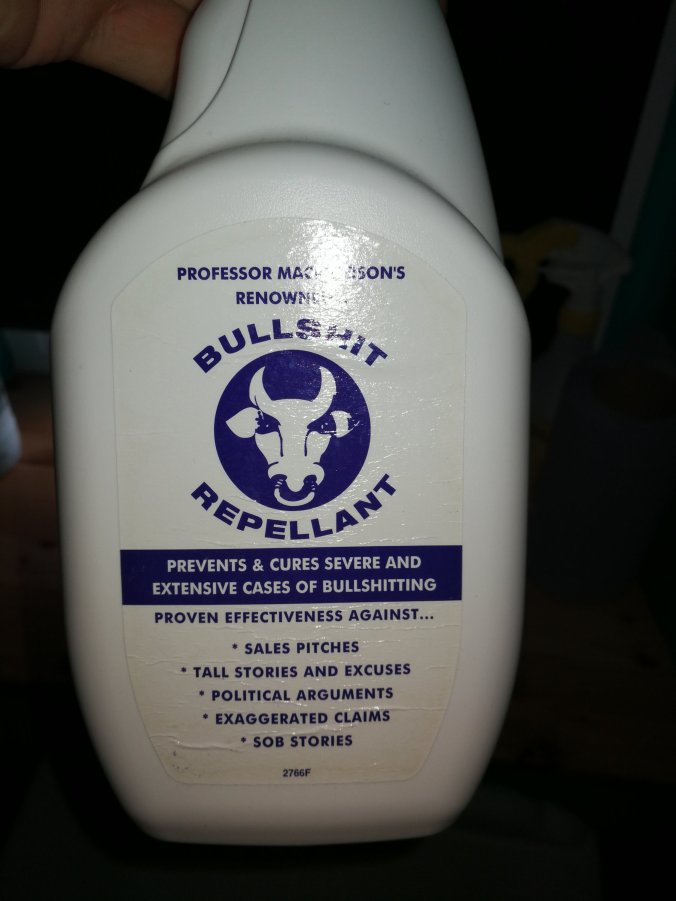 PROFESSOR
BULLSHIT
REPELLANT
PREVENTS & CURES SEVERE AND
EXTENSIVE CASES OF BULLSHITTING
PROVEN EFFECTIVENESS AGAINST...
* SALES PITCHES
* TALL STORIES AND EXCUSES
* POLITICAL ARGUMENTS
* EXAGGERATED CLAIMS
* SOB STORIES
2766F